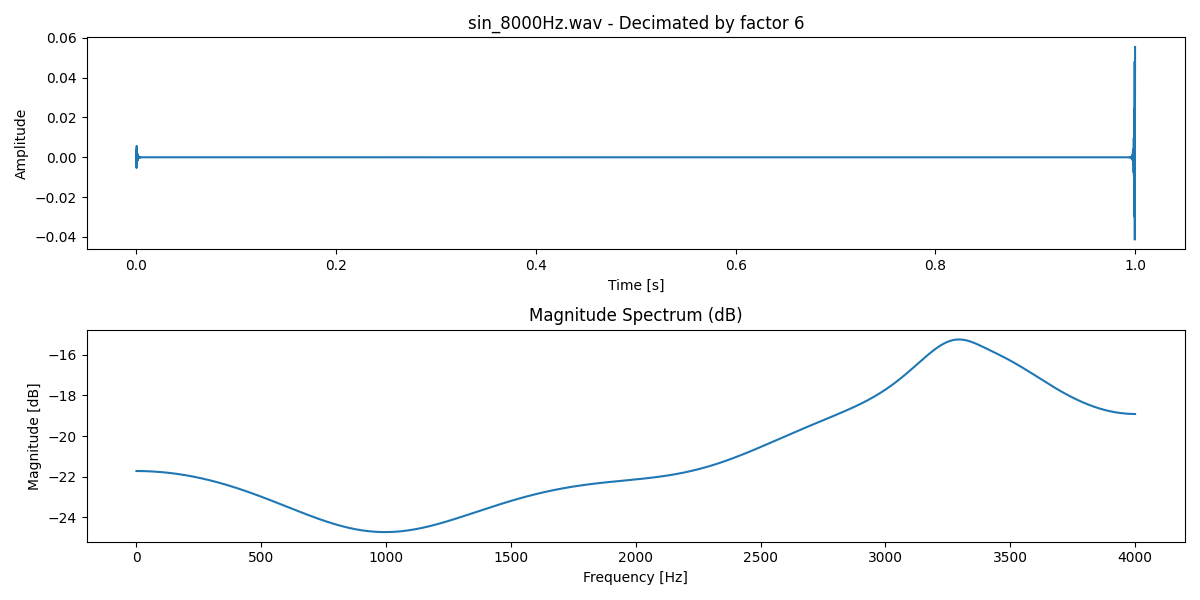 sin_8000Hz.wav - Decimated by factor 6
0.06
0.04
0.02
0.00
−0.02
−0.04
Amplitude
0.0 0.2 0.4 0.6 0.8 1.0
Time [s]
Magnitude Spectrum (dB)
−16
−18
−20
−22
−24
Magnitude [dB]
0 500 1000 1500 2000 2500 3000 3500 4000
Frequency [Hz]